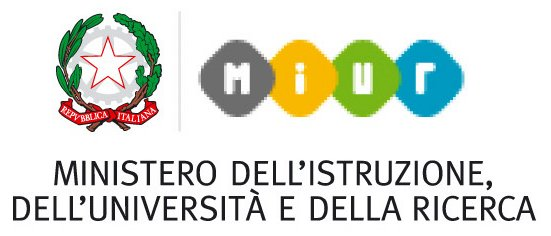 REPVBBLICA ITALIANA
MiUr
MINISTERO DELL'ISTRUZIONE,
DELL'UNIVERSITÀ E DELLA RICERCA